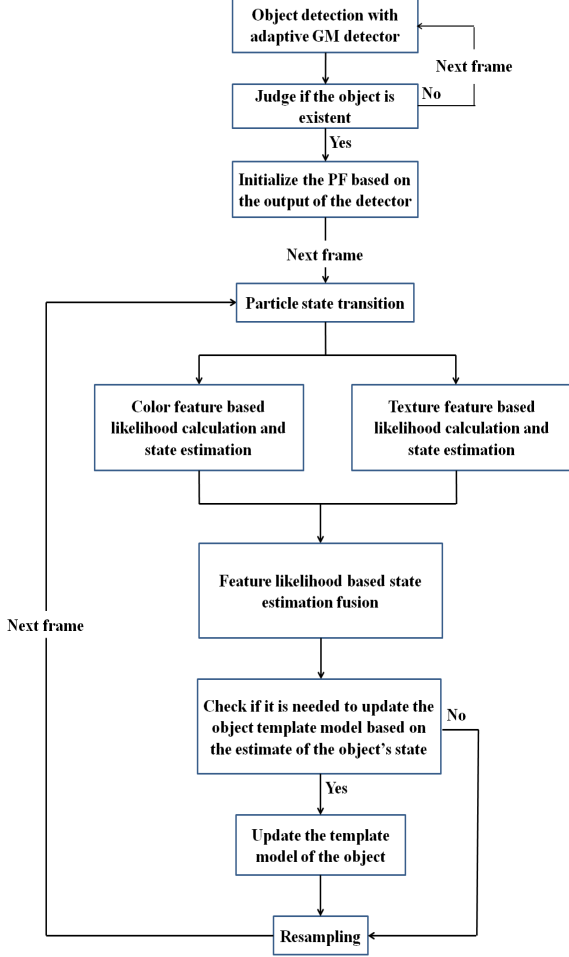 Object detection with
adaptive GM detector
Next frame
Judge if the object is
existent
No
Yes
Initialize the PF based on
the output of the detector
Next frame
Particle state transition
Color feature based
likelihood calculation and
state estimation
Texture feature based
likelihood calculation and
state estimation
Feature likelihood based state
estimation fusion
Next frame
Check if it is needed to update the
object template model based on
the estimate of the object’s state
No
Yes
Update the template
model of the object
Resampling